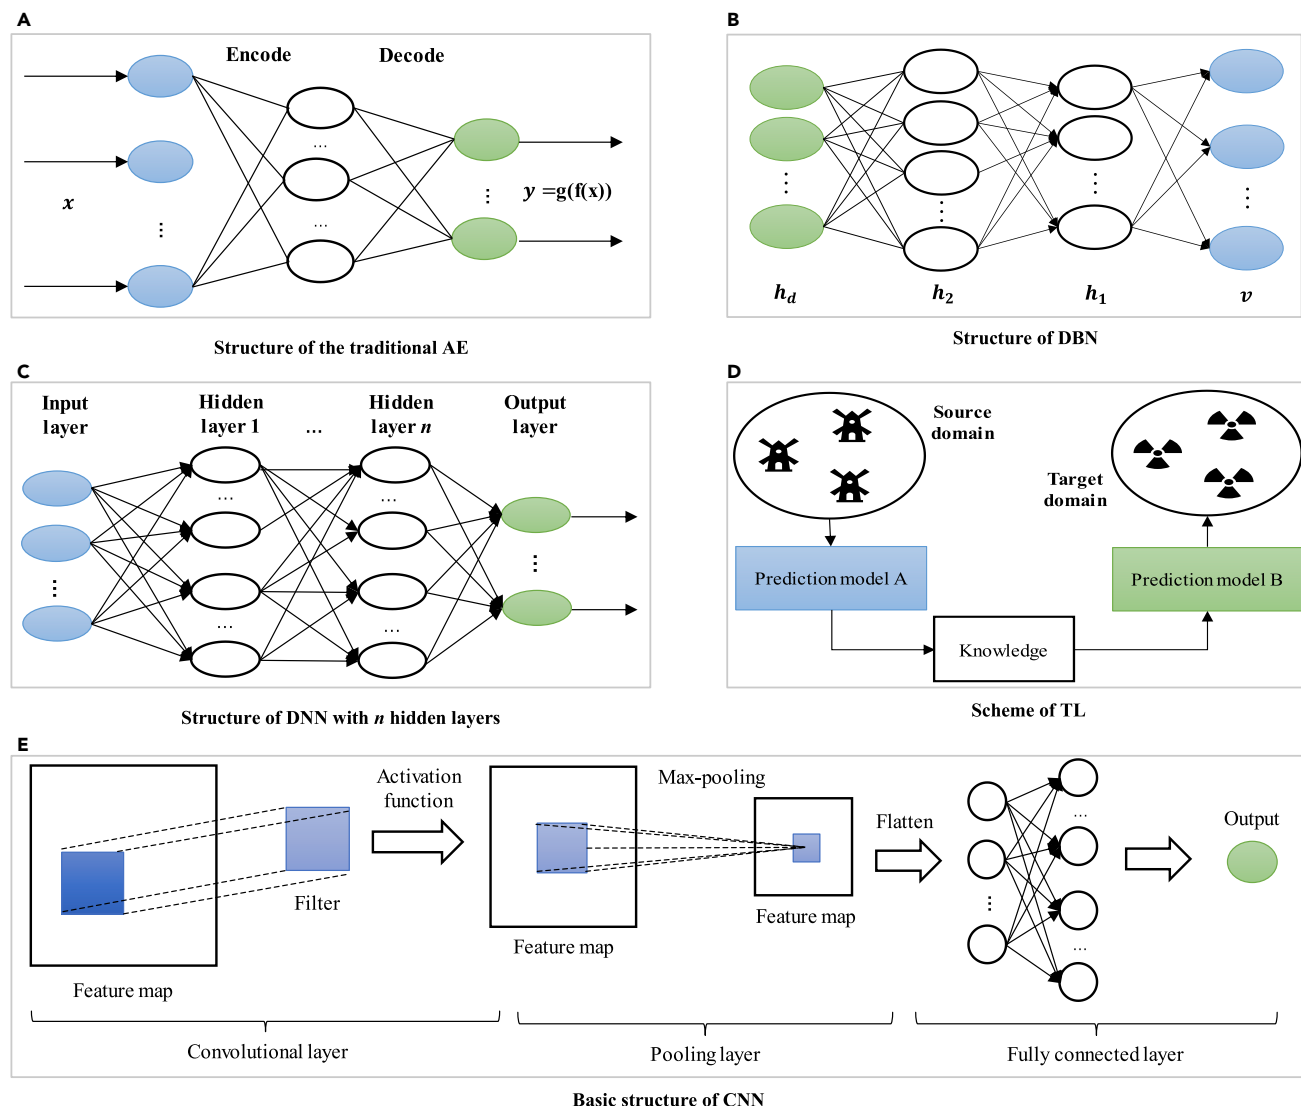 A
Encode
Decode
...
x
...
...
y =g(f(x))
...
Structure of the traditional AE
B
...
...
...
...
h_d
h_2
h_1
v
Structure of DBN
C
Input
layer
Hidden
layer 1
...
Hidden
layer n
Output
layer
...
...
...
...
...
...
Structure of DNN with n hidden layers
D
Source
domain
Target
domain
Prediction model A
Prediction model B
Knowledge
Scheme of TL
E
Activation
function
Filter
Feature map
Max-pooling
Feature map
Feature map
Flatten
...
...
...
Output
Convolutional layer
Pooling layer
Fully connected layer
Basic structure of CNN